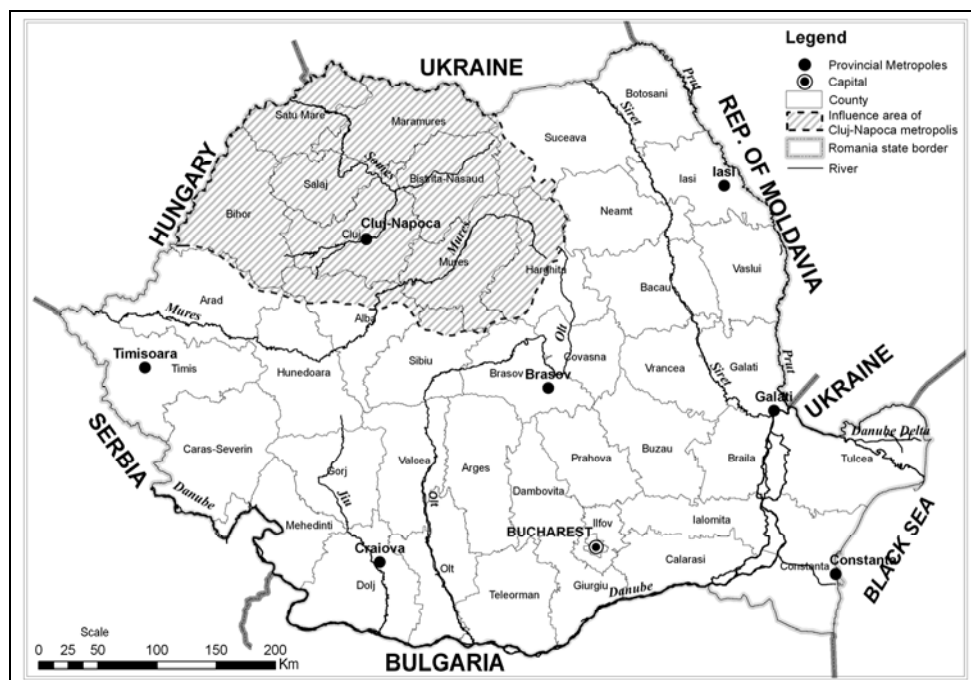 UKRAINE
Legend
Provincial Metropoles
Capital
County
Influence area of
Cluj-Napoca metropolis
Romania state border
River
HUNGARY
REP. OF MOLDAVIA
Satu Mare
Maramures
Somes
Salaj
Bistrita-Nasaud
Bihor
Cluj-Napoca
Cluj
Mures
Mures
Harghita
Suceava
Botosani
Siret
Prut
Iasi
Iasi
Neamt
Bacau
Vaslui
Arad
Mures
Alba
Timisoara
Timis
Hunedoara
Sibiu
Brasov
Brasov
Olt
Covasna
Vrancea
Galati
Siret
Prut
Galati
UKRAINE
Danube Delta
Tulcea
SERBIA
Caras-Severin
Danube
Gorj
Jiu
Valcea
Olt
Arges
Dambovita
Prahova
Buzau
Braila
Mehedinti
Craiova
Dolj
Olt
Teleorman
BUCHAREST
Ilfov
Giurgiu
Danube
Ialomita
Calarasi
Constanta
Constanta
BLACK SEA
BULGARIA
Scale
0 25 50 100 150 200
Km